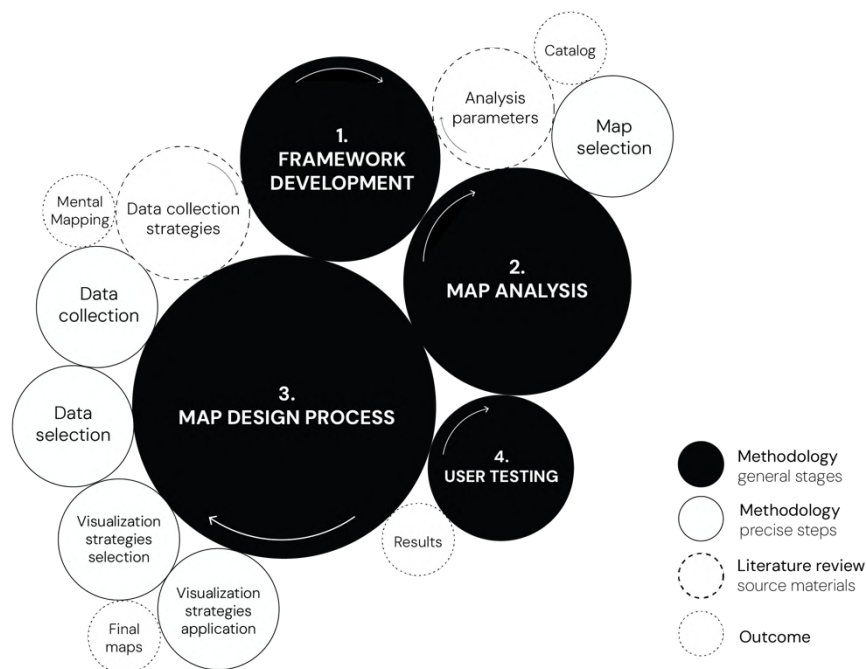 Catalog
Analysis
parameters
Map
selection
1.
FRAMEWORK
DEVELOPMENT
Mental
Mapping
Data collection
strategies
2.
MAP ANALYSIS
Data
collection
3.
MAP DESIGN PROCESS
Data
selection
4.
USER TESTING
Visualization
strategies
selection
Results
Visualization
strategies
application
Final
maps
Methodology
general stages
Methodology
precise steps
Literature review
source materials
Outcome